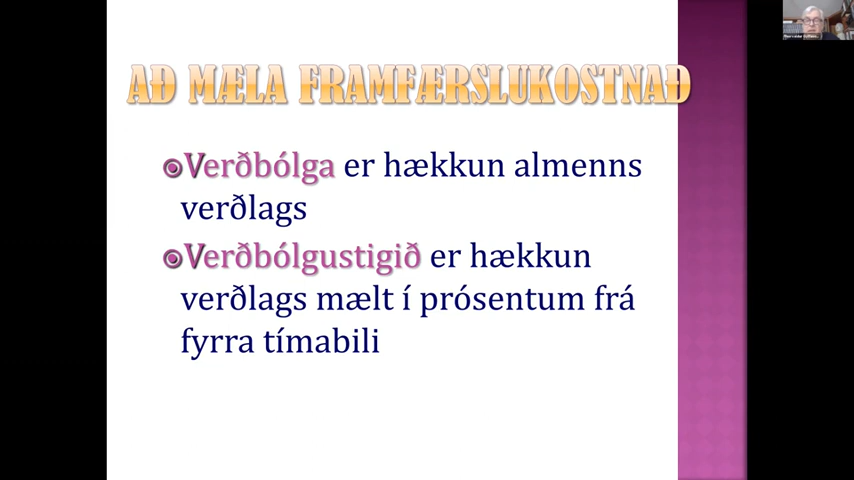 AÐ MÆLA FRAMFÆRSLUKOSTNAÐ
Verðbólga er hækkun almenns
verðlags
Verðbólgustigið er hækkun
verðlags mælt í prósentum frá
fyrra tímabili